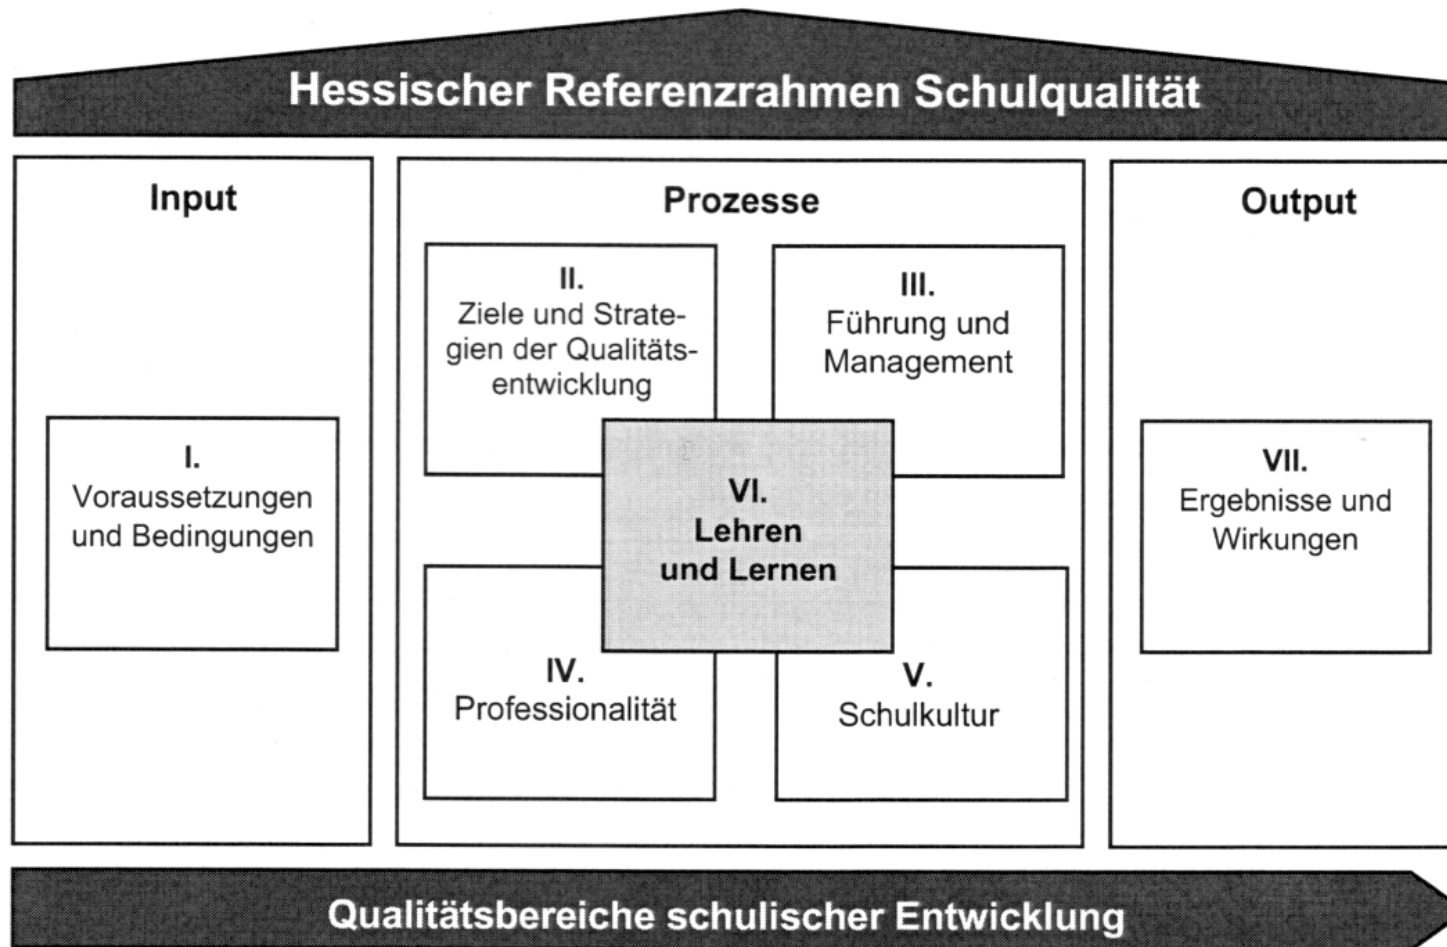 Hessischer Referenzrahmen Schulqualität
Input
Prozesse
Output
I.
Voraussetzungen
und Bedingungen
II.
Ziele und Strate-
gien der Qualitäts-
entwicklung
III.
Führung und
Management
VI.
Lehren
und Lernen
IV.
Professionalität
V.
Schulkultur
VII.
Ergebnisse und
Wirkungen
Qualitätsbereiche schulischer Entwicklung